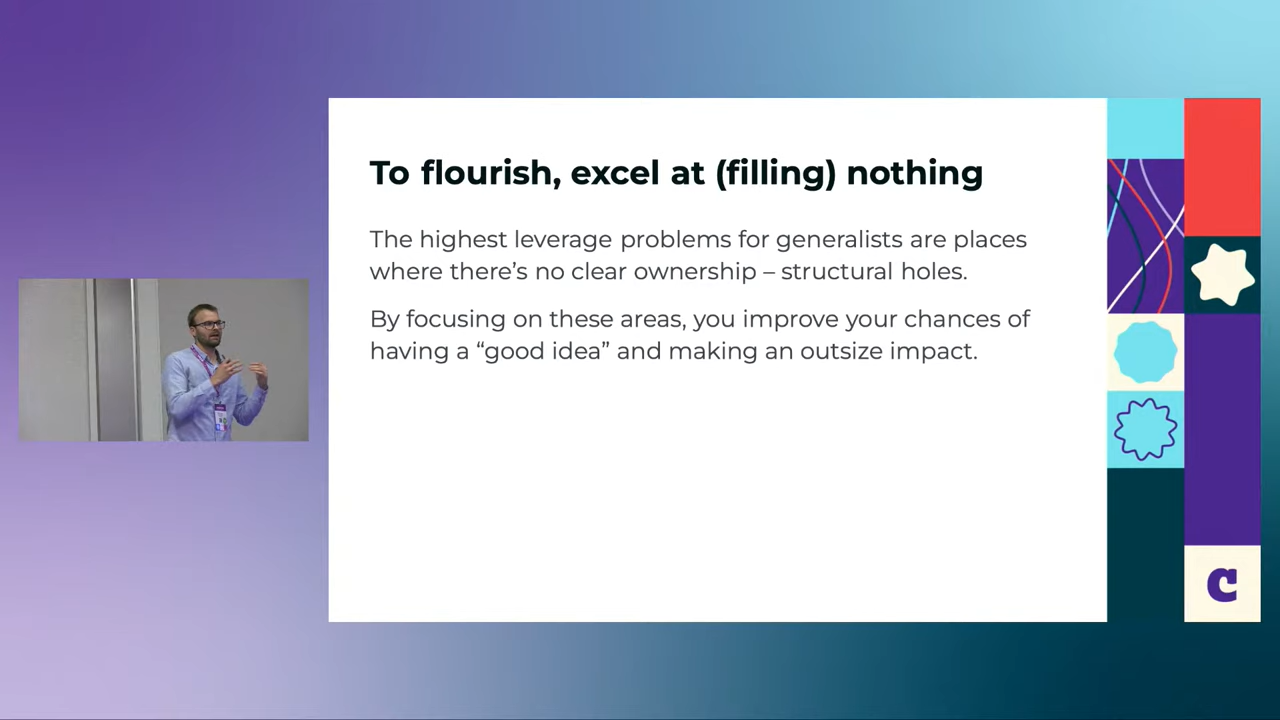 To flourish, excel at (filling) nothing
The highest leverage problems for generalists are places
where there’s no clear ownership – structural holes.
By focusing on these areas, you improve your chances of
having a “good idea” and making an outsize impact.
C